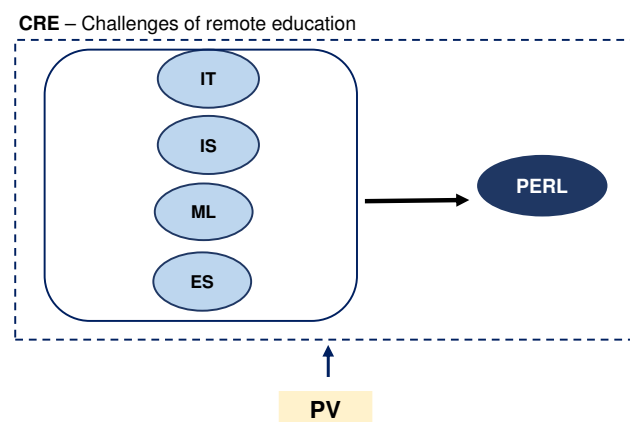 CRE – Challenges of remote education
IT
IS
ML
ES
PERL
PV